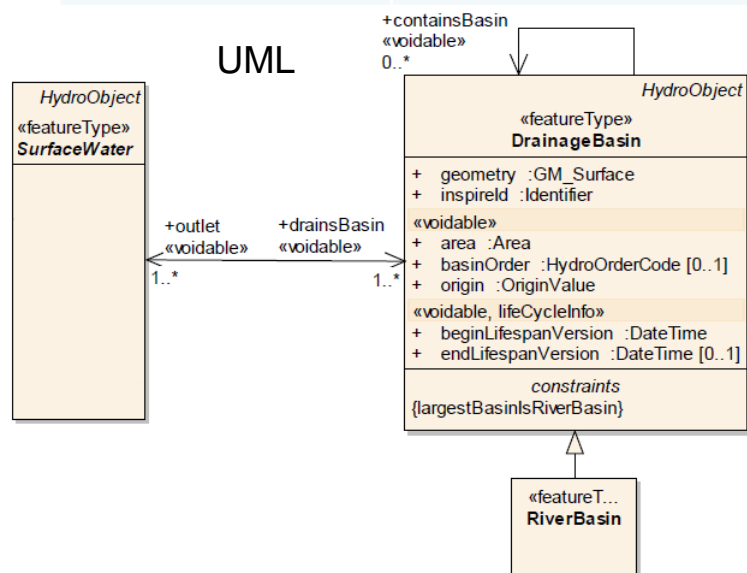 +containsBasin
«voidable»
0..*
UML
HydroObject
«featureType»
SurfaceWater
HydroObject
«featureType»
DrainageBasin
+ geometry :GM_Surface
+ inspireId :Identifier
«voidable»
+ area :Area
+ basinOrder :HydroOrderCode [0..1]
+ origin :OriginValue
«voidable, lifeCycleInfo»
+ beginLifespanVersion :DateTime
+ endLifespanVersion :DateTime [0..1]
constraints
{largestBasinIsRiverBasin}
+outlet
«voidable»
1..*
+drainsBasin
«voidable»
1..*
«featureT...
RiverBasin